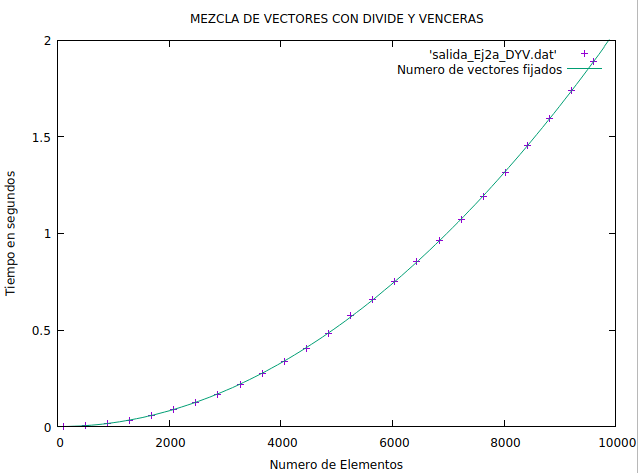 MEZCLA DE VECTORES CON DIVIDE Y VENCERAS
'salida_Ej2a_DYV.dat'
Numero de vectores fijados
Tiempo en segundos
2
1.5
1
0.5
0
0 2000 4000 6000 8000 10000
Numero de Elementos